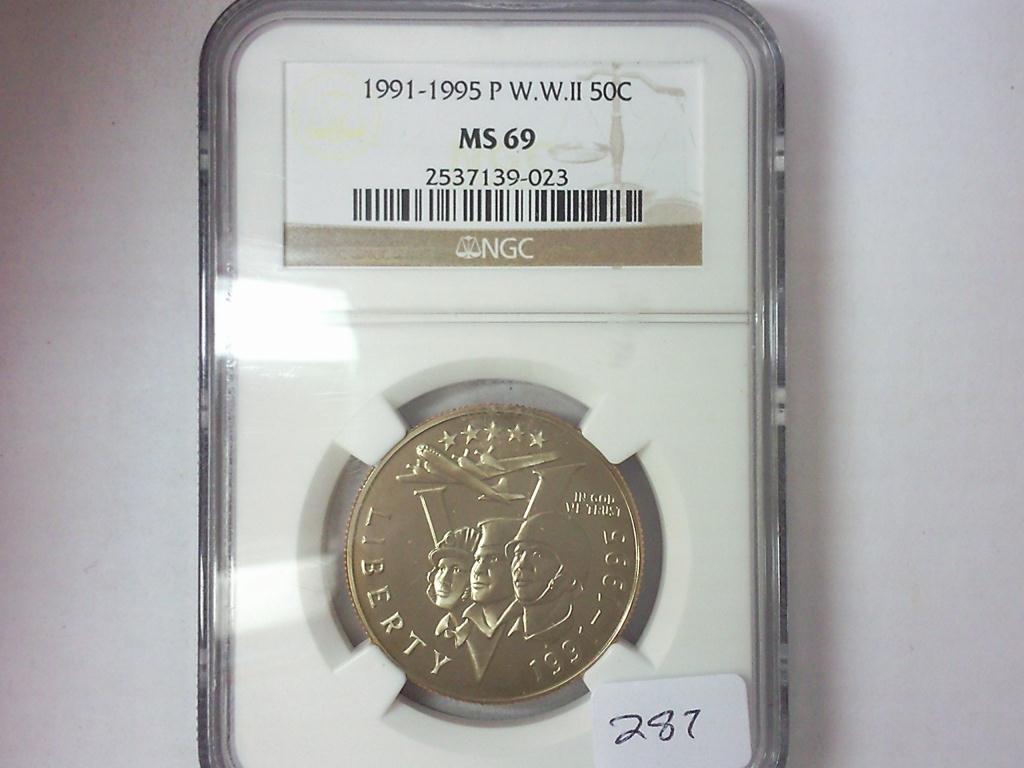 1991-1995 P W.W.II 50C
MS 69
2537139-023
NGC
IN GOD
WE TRUST
LIBERTY
1991-1995
287